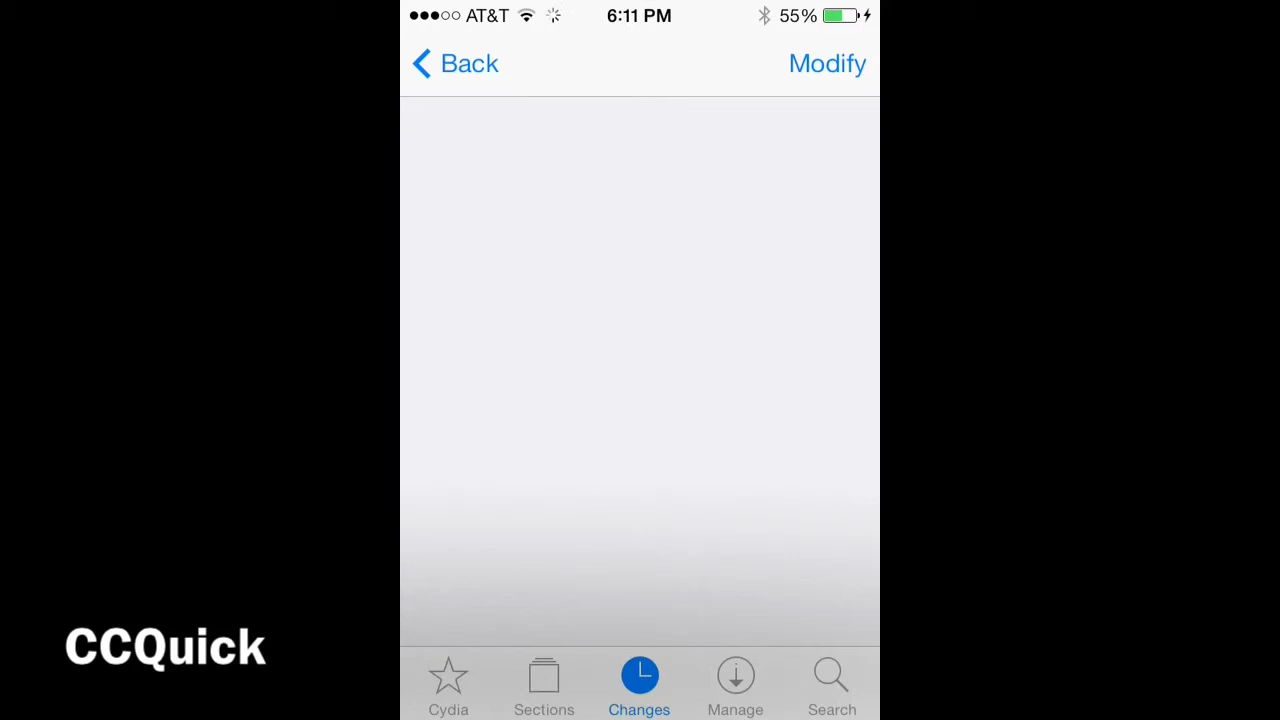 AT&T 6:11 PM 55%
Back Modify
CCQuick
Cydia Sections Changes Manage Search